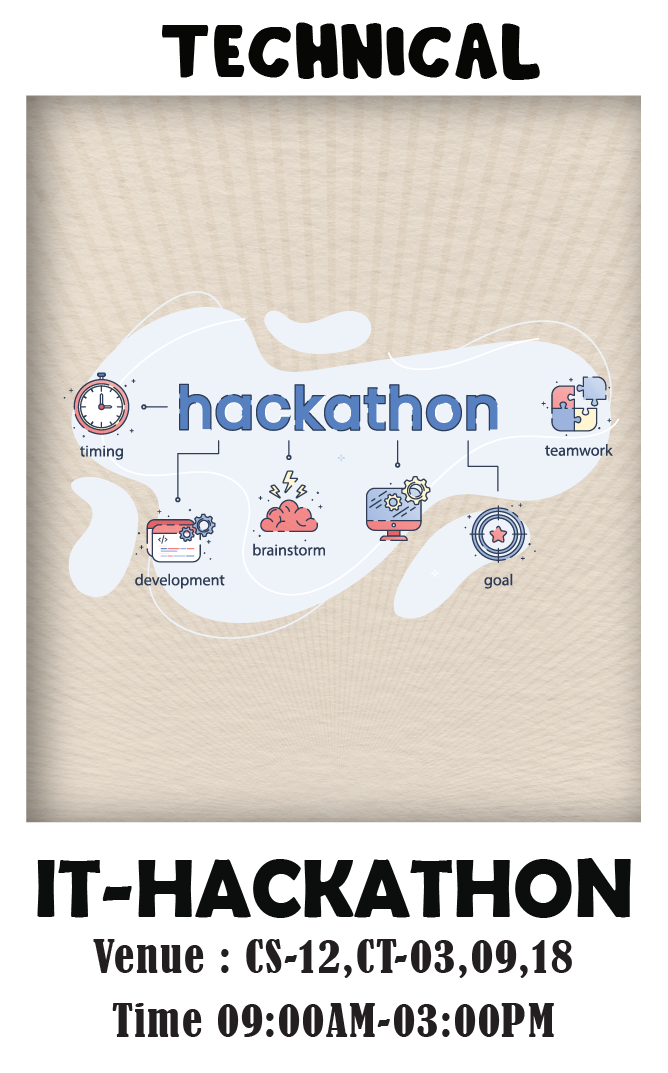 TECHNICAL
hackathon
timing
teamwork
brainstorm
development
goal
</>
IT-HACKATHON
Venue : CS-12,CT-03,09,18
Time 09:00AM-03:00PM